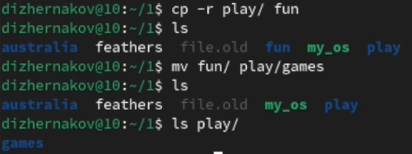 dizhernakov@10:~/1$ cp -r play/ fun
dizhernakov@10:~/1$ ls
australia feathers file.old fun my_os play
dizhernakov@10:~/1$ mv fun/ play/games
dizhernakov@10:~/1$ ls
australia feathers file.old my_os play
dizhernakov@10:~/1$ ls play/
games